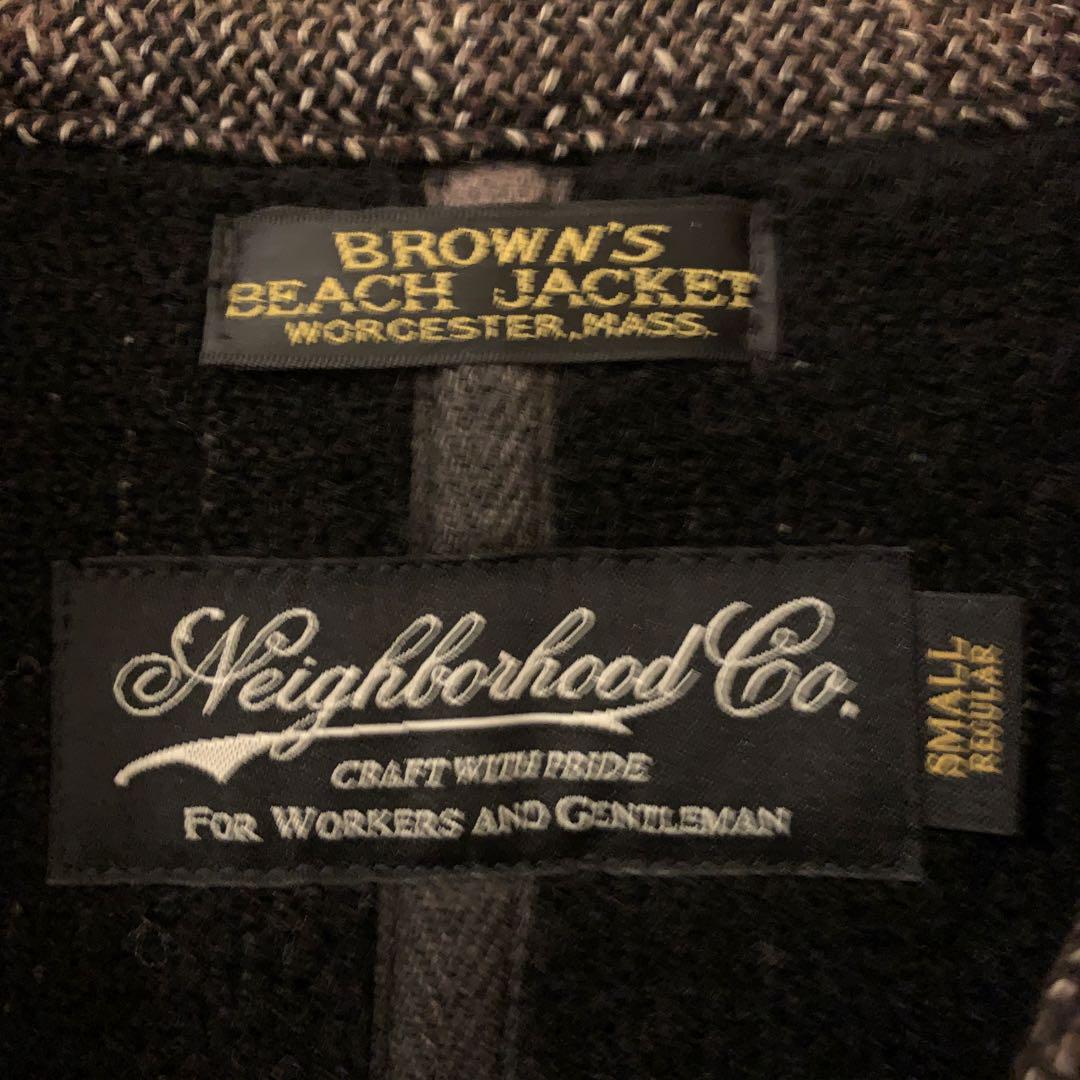 BROWN'S
BEACH JACKET
WORCESTER, MASS.
Neighborhood Co.
CRAFT WITH PRIDE
FOR WORKERS AND GENTLEMAN
SMALL
REGULAR